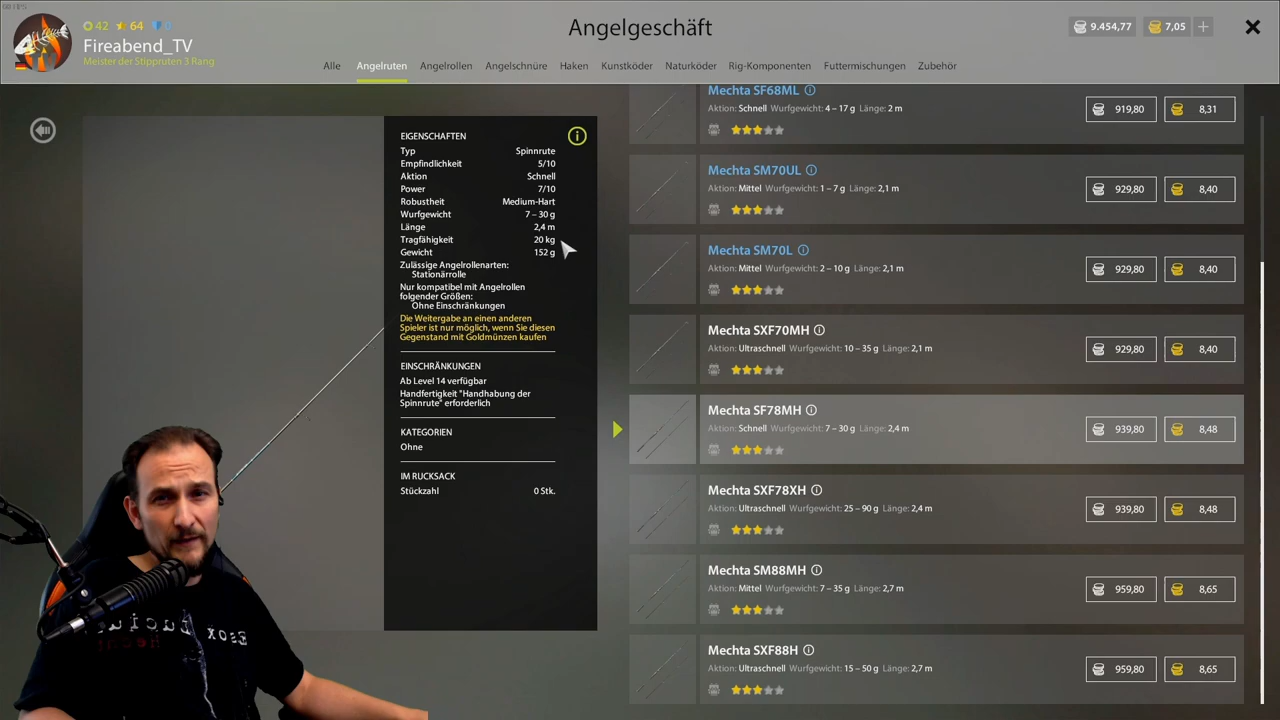 42 64 0
Fireabend_TV
Meister der Stippruten 3 Rang
Angelgeschäft
9.454,77 7,05 +
Alle Angelruten Angelrollen Angelschnüre Haken Kunstköder Naturköder Rig-Komponenten Futtermischungen Zubehör
EIGENSCHAFTEN
Typ Spinnrute
Empfindlichkeit 5/10
Aktion Schnell
Power 7/10
Robustheit Medium-Hart
Wurfgewicht 7 – 30 g
Länge 2,4 m
Tragfähigkeit 20 kg
Gewicht 152 g
Zulässige Angelrollenarten:
Stationärrolle
Nur kompatibel mit Angelrollen
folgender Größen:
Ohne Einschränkungen
Die Weitergabe an einen anderen
Spieler ist nur möglich, wenn Sie diesen
Gegenstand mit Goldmünzen kaufen
EINSCHRÄNKUNGEN
Ab Level 14 verfügbar
Handfertigkeit "Handhabung der
Spinnrute" erforderlich
KATEGORIEN
Ohne
IM RUCKSACK
Stückzahl 0 Stk.
Mechta SF68ML
Aktion: Schnell Wurfgewicht: 4 – 17 g Länge: 2 m
919,80 8,31
Mechta SM70UL
Aktion: Mittel Wurfgewicht: 1 – 7 g Länge: 2,1 m
929,80 8,40
Mechta SM70L
Aktion: Mittel Wurfgewicht: 2 – 10 g Länge: 2,1 m
929,80 8,40
Mechta SXF70MH
Aktion: Ultraschnell Wurfgewicht: 10 – 35 g Länge: 2,1 m
929,80 8,40
Mechta SF78MH
Aktion: Schnell Wurfgewicht: 7 – 30 g Länge: 2,4 m
939,80 8,48
Mechta SXF78XH
Aktion: Ultraschnell Wurfgewicht: 25 – 90 g Länge: 2,4 m
939,80 8,48
Mechta SM88MH
Aktion: Mittel Wurfgewicht: 7 – 35 g Länge: 2,7 m
959,80 8,65
Mechta SXF88H
Aktion: Ultraschnell Wurfgewicht: 15 – 50 g Länge: 2,7 m
959,80 8,65
Esox Lucius
Hecht